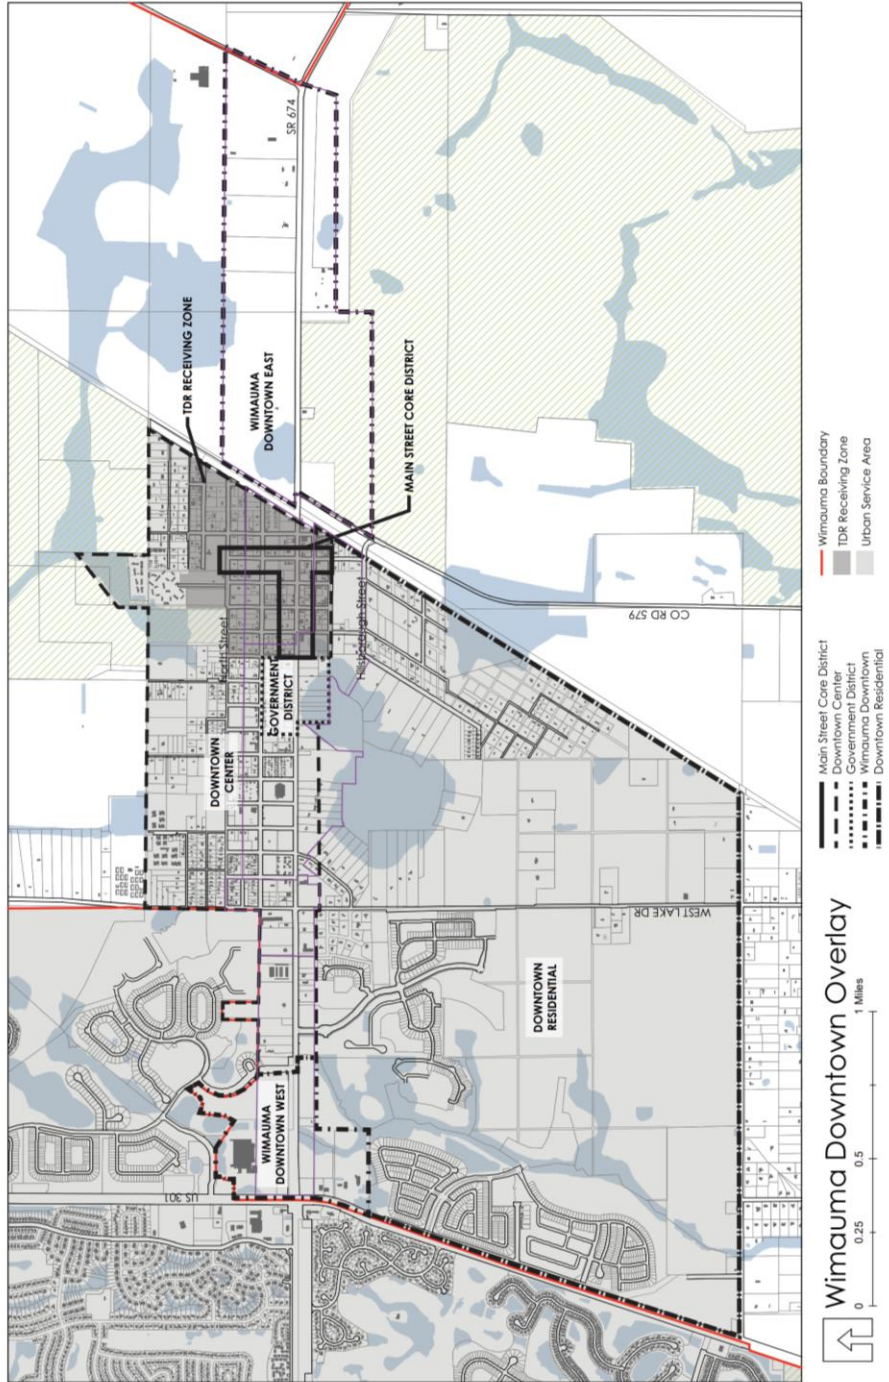 SR 674
TDR RECEIVING ZONE
WIMAUMA
DOWNTOWN EAST
MAIN STREET CORE DISTRICT
North Street
Hillsborough Street
GOVERNMENT
DISTRICT
DOWNTOWN
CENTER
CO RD 579
WEST LAKE DR
DOWNTOWN
RESIDENTIAL
WIMAUMA
DOWNTOWN WEST
US 301
Wimauma Downtown Overlay
0
0.25
0.5
1 Miles
Main Street Core District
Downtown Center
Government District
Wimauma Downtown
Downtown Residential
Wimauma Boundary
TDR Receiving Zone
Urban Service Area